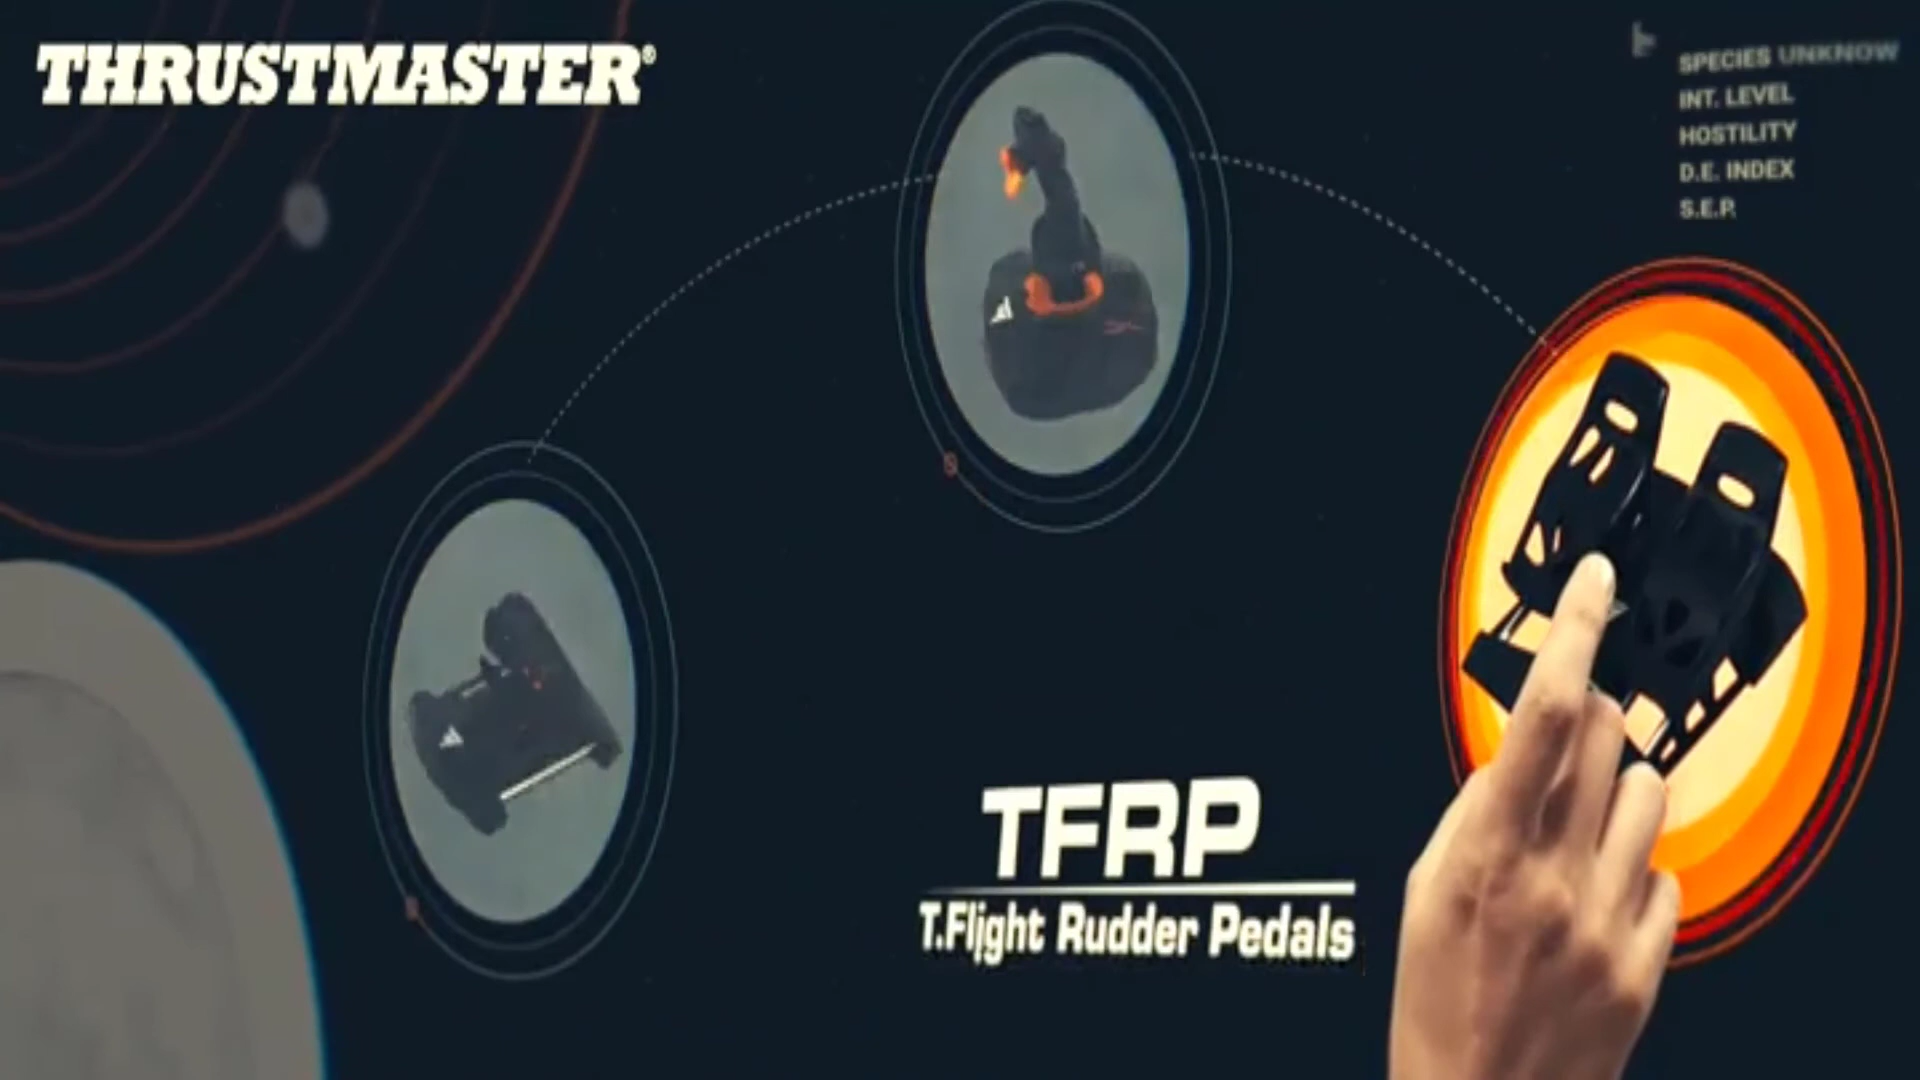 THRUSTMASTER®
SPECIES UNKNOW
INT. LEVEL
HOSTILITY
D.E. INDEX
S.E.P.
TFRP
T.Flight Rudder Pedals